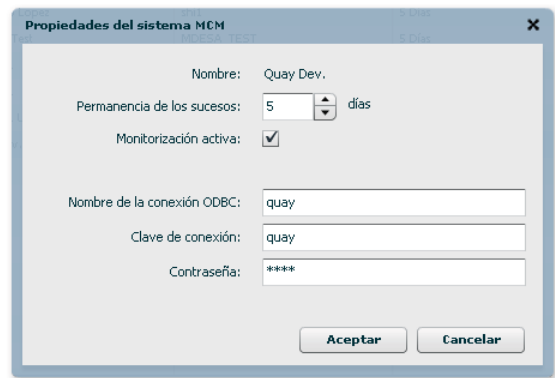 Propiedades del sistema MCM
Nombre: Quay Dev.
Permanencia de los sucesos: 5 días
Monitorización activa:
Nombre de la conexión ODBC: quay
Clave de conexión: quay
Contraseña: ****
Aceptar Cancelar